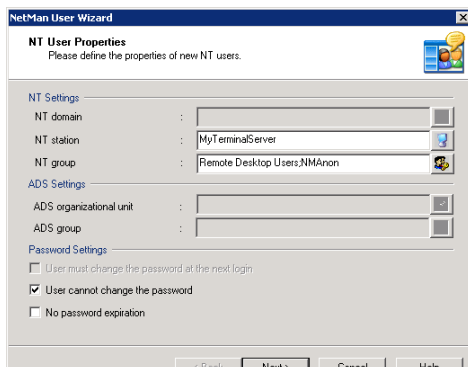 NetMan User Wizard
NT User Properties
Please define the properties of new NT users.
NT Settings
NT domain :
NT station : MyTerminalServer
NT group : Remote Desktop Users;NMAnon
ADS Settings
ADS organizational unit :
ADS group :
Password Settings
User must change the password at the next login
User cannot change the password
No password expiration
< Back Next > Cancel Help